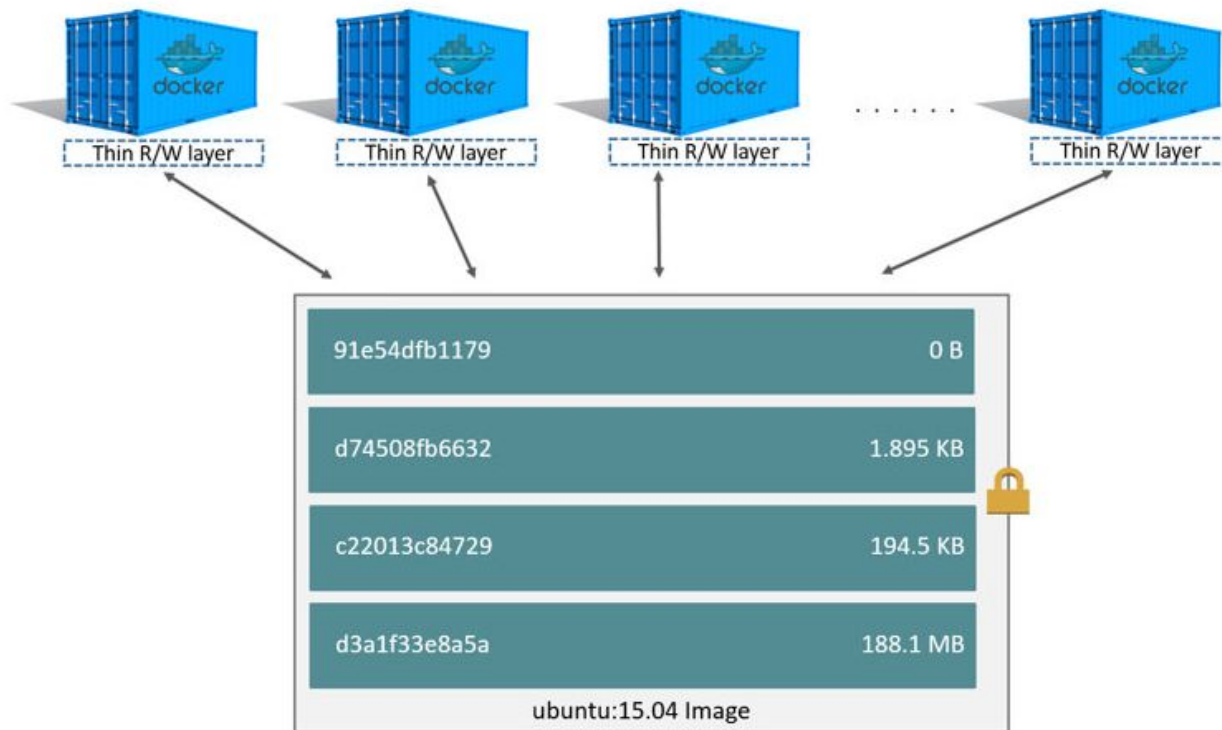 docker
docker
docker
docker
. . . . . .
Thin R/W layer
Thin R/W layer
Thin R/W layer
Thin R/W layer
91e54dfb1179 0 B
d74508fb6632 1.895 KB
c22013c84729 194.5 KB
d3a1f33e8a5a 188.1 MB
ubuntu:15.04 Image